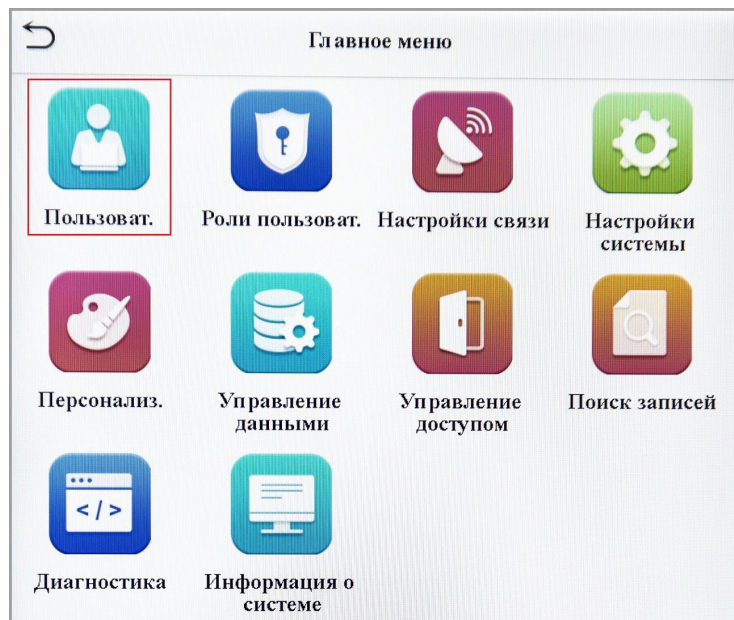 Главное меню
Пользоват.
Роли пользоват.
Настройки связи
Настройки
системы
Персонализ.
Управление
данными
Управление
доступом
Поиск записей
</>
Диагностика
Информация о
системе